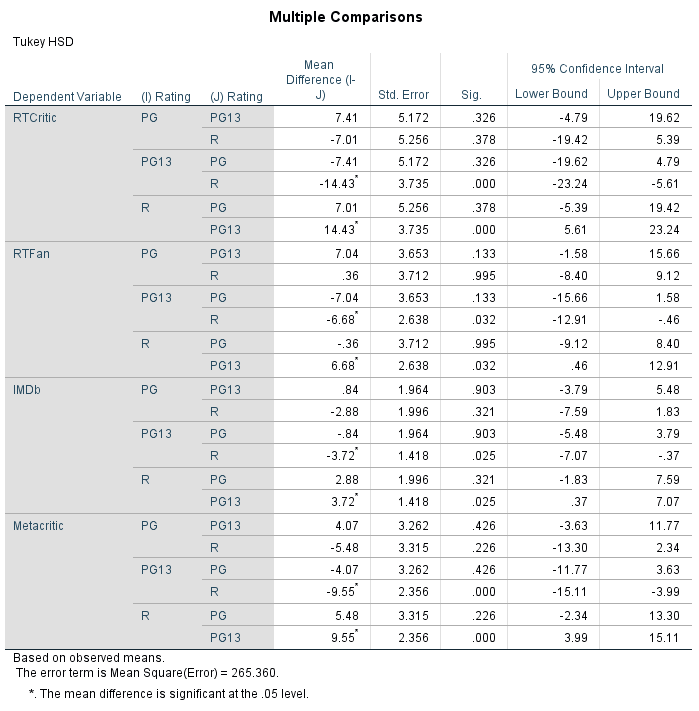 Multiple Comparisons
Tukey HSD
Dependent Variable (I) Rating (J) Rating Mean Difference (I-J) Std. Error Sig. 95% Confidence Interval
Lower Bound Upper Bound
RTCritic PG PG13 7.41 5.172 .326 -4.79 19.62
R -7.01 5.256 .378 -19.42 5.39
PG13 PG -7.41 5.172 .326 -19.62 4.79
R -14.43* 3.735 .000 -23.24 -5.61
R PG 7.01 5.256 .378 -5.39 19.42
PG13 14.43* 3.735 .000 5.61 23.24
RTFan PG PG13 7.04 3.653 .133 -1.58 15.66
R .36 3.712 .995 -8.40 9.12
PG13 PG -7.04 3.653 .133 -15.66 1.58
R -6.68* 2.638 .032 -12.91 -.46
R PG -.36 3.712 .995 -9.12 8.40
PG13 6.68* 2.638 .032 .46 12.91
IMDb PG PG13 .84 1.964 .903 -3.79 5.48
R -2.88 1.996 .321 -7.59 1.83
PG13 PG -.84 1.964 .903 -5.48 3.79
R -3.72* 1.418 .025 -7.07 -.37
R PG 2.88 1.996 .321 -1.83 7.59
PG13 3.72* 1.418 .025 .37 7.07
Metacritic PG PG13 4.07 3.262 .426 -3.63 11.77
R -5.48 3.315 .226 -13.30 2.34
PG13 PG -4.07 3.262 .426 -11.77 3.63
R -9.55* 2.356 .000 -15.11 -3.99
R PG 5.48 3.315 .226 -2.34 13.30
PG13 9.55* 2.356 .000 3.99 15.11
Based on observed means.
The error term is Mean Square(Error) = 265.360.
*. The mean difference is significant at the .05 level.